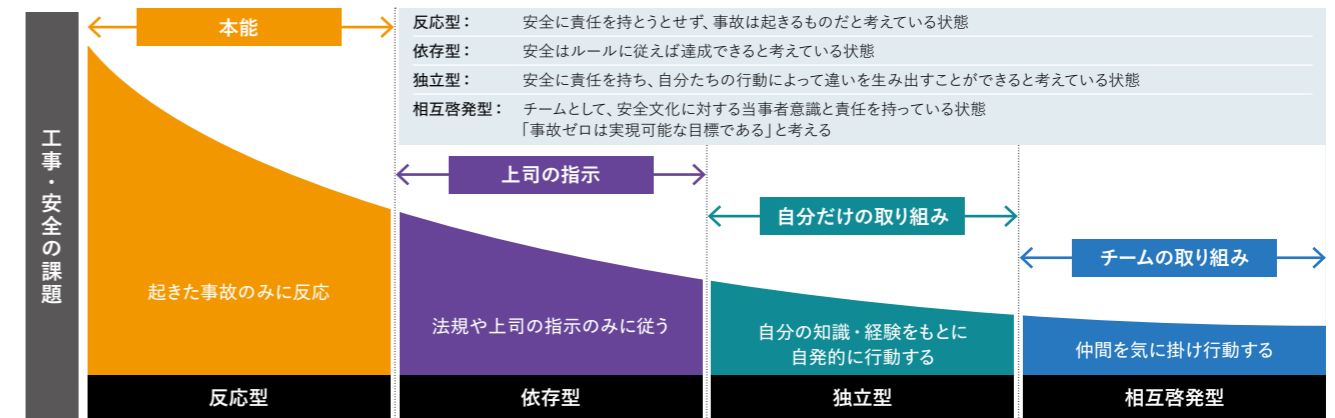 工事・安全の課題
本能
反応型： 安全に責任を持とうとせず、事故は起きるものだと考えている状態
依存型： 安全はルールに従えば達成できると考えている状態
独立型： 安全に責任を持ち、自分たちの行動によって違いを生み出すことができると考えている状態
相互啓発型： チームとして、安全文化に対する当事者意識と責任を持っている状態
「事故ゼロは実現可能な目標である」と考える
上司の指示
自分だけの取り組み
チームの取り組み
起きた事故のみに反応
法規や上司の指示のみに従う
自分の知識・経験をもとに
自発的に行動する
仲間を気に掛け行動する
反応型
依存型
独立型
相互啓発型